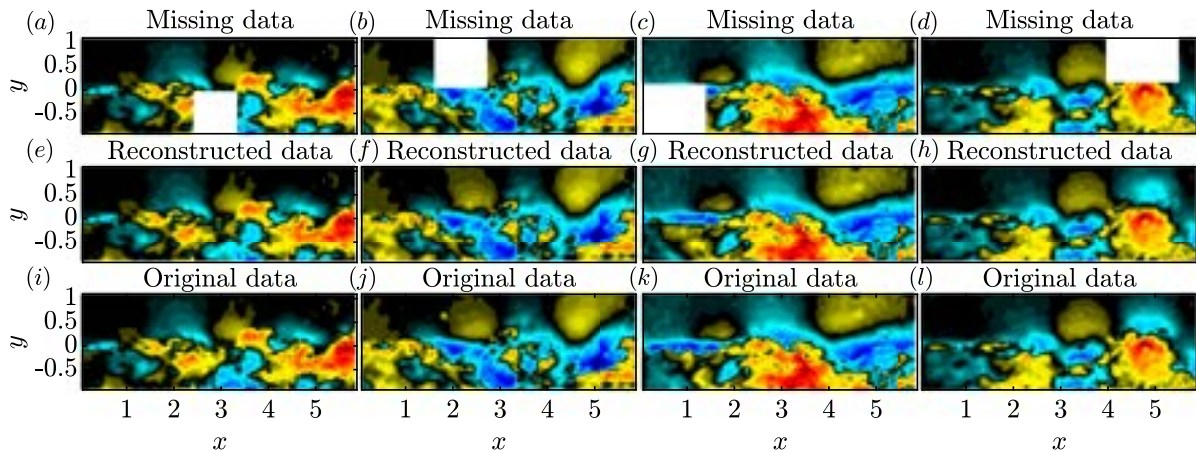 (a) Missing data (b) Missing data (c) Missing data (d) Missing data
1
0.5
0
-0.5
y
(e) Reconstructed data (f) Reconstructed data (g) Reconstructed data (h) Reconstructed data
1
0.5
0
-0.5
y
(i) Original data (j) Original data (k) Original data (l) Original data
1
0.5
0
-0.5
y
1 2 3 4 5 1 2 3 4 5 1 2 3 4 5 1 2 3 4 5
x x x x